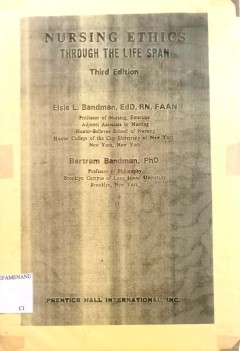 NURSING ETHICS
THROUGH THE LIFE SPAN
Third Edition
Elsie L. Bandman, EdD, RN, FAAN
Professor of Nursing, Emeritus
Adjunct Associate in Nursing
Hunter-Bellevue School of Nursing
Hunter College of the City University of New York
New York, New York
Bertram Bandman, PhD
Professor of Philosophy
Brooklyn Campus of Long Island University
Brooklyn, New York
C1
PRENTICE HALL INTERNATIONAL, INC.